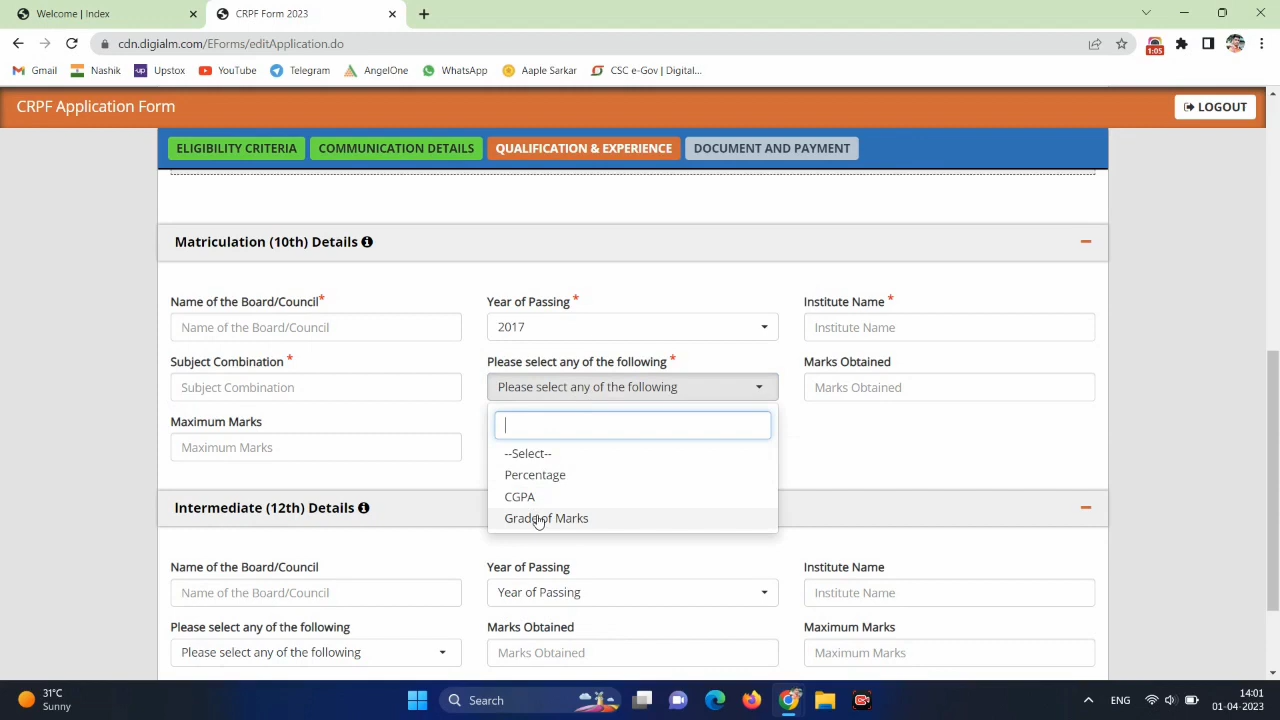 Welcome | Index
CRPF Form 2023
cdn.digialm.com/EForms/editApplication.do
1:05
Gmail
Nashik
up
Upstox
YouTube
Telegram
AngelOne
WhatsApp
Aaple Sarkar
CSC e-Gov | Digital...
CRPF Application Form
LOGOUT
ELIGIBILITY CRITERIA
COMMUNICATION DETAILS
QUALIFICATION & EXPERIENCE
DOCUMENT AND PAYMENT
Matriculation (10th) Details
Name of the Board/Council*
Year of Passing *
Institute Name *
Name of the Board/Council
2017
Institute Name
Subject Combination *
Please select any of the following *
Marks Obtained
Subject Combination
Please select any of the following
Marks Obtained
Maximum Marks
Maximum Marks
--Select--
Percentage
CGPA
Grade of Marks
Intermediate (12th) Details
Name of the Board/Council
Year of Passing
Institute Name
Name of the Board/Council
Year of Passing
Institute Name
Please select any of the following
Marks Obtained
Maximum Marks
Please select any of the following
Marks Obtained
Maximum Marks
31°C
Sunny
Search
ENG
14:01
01-04-2023